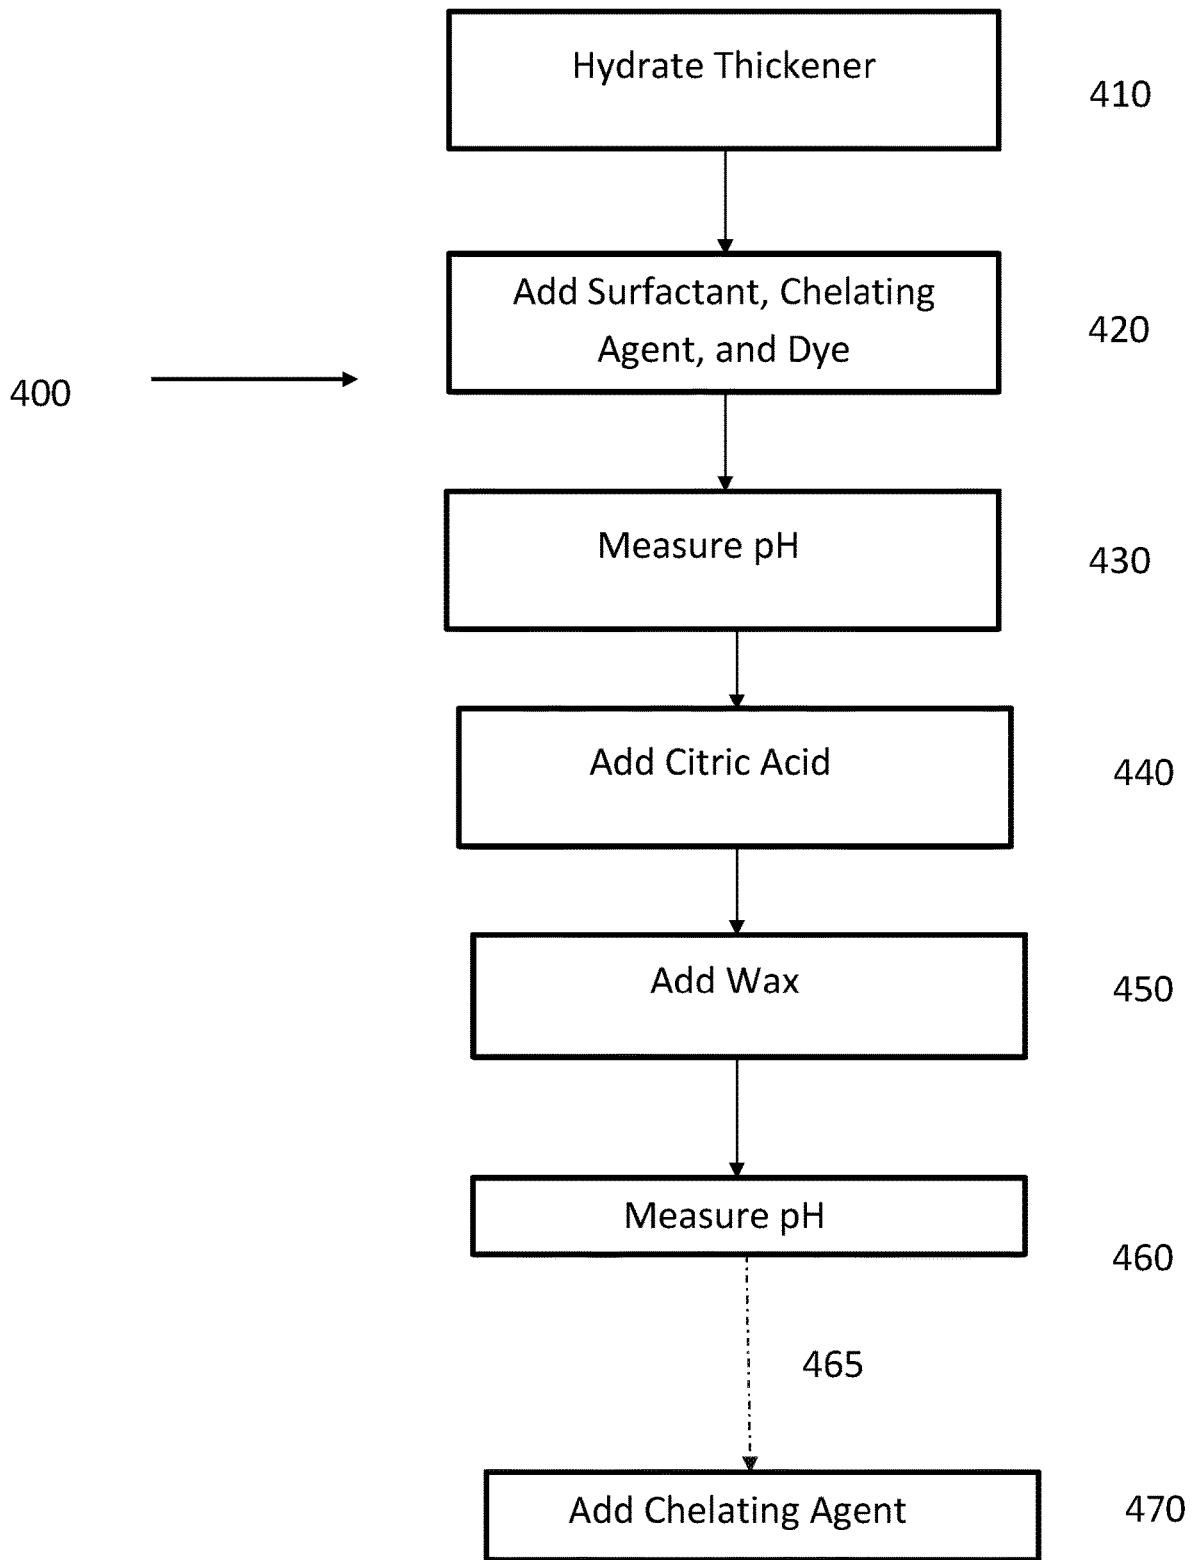 Hydrate Thickener
410
Add Surfactant, Chelating
Agent, and Dye
420
400
Measure pH
430
Add Citric Acid
440
Add Wax
450
Measure pH
460
465
Add Chelating Agent
470